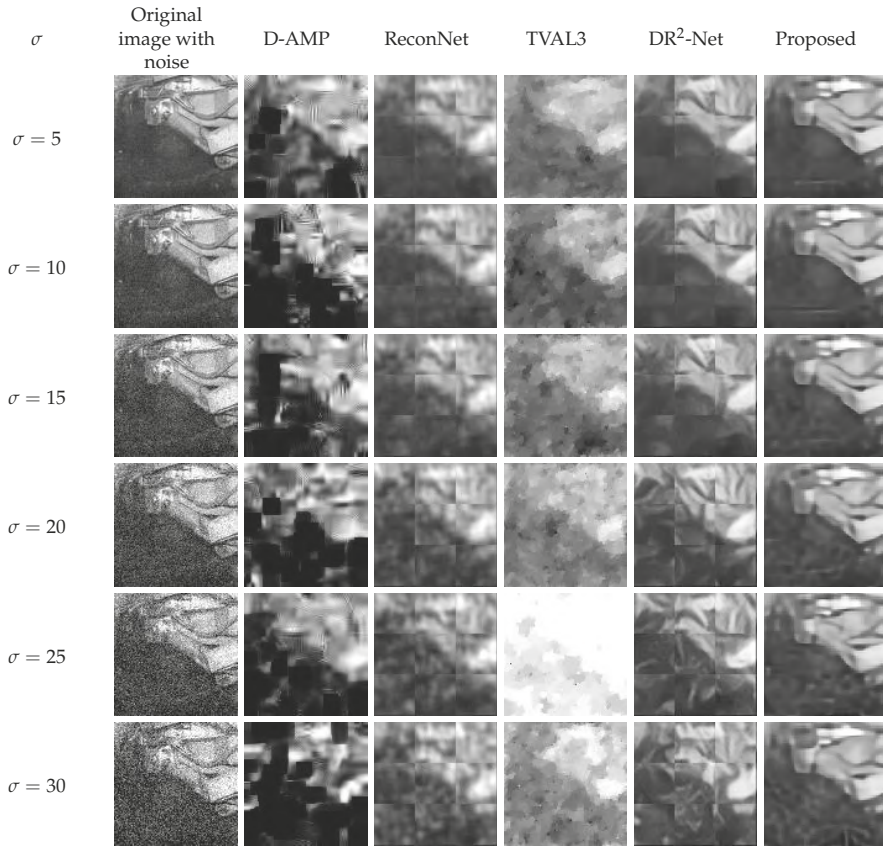 σ
Original
image with
noise
D-AMP
ReconNet
TVAL3
DR²-Net
Proposed
σ = 5
σ = 10
σ = 15
σ = 20
σ = 25
σ = 30